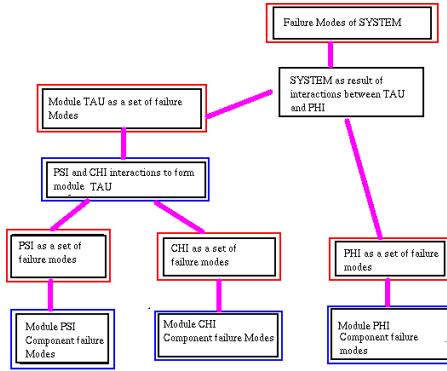 Failure Modes of SYSTEM
SYSTEM as result of
interactions between TAU
and PHI
Module TAU as a set of failure
Modes
PSI and CHI interactions to form
module TAU
PSI as a set of
failure modes
CHI as a set of
failure modes
PHI as a set of failure
modes
Module PSI
Component failure
Modes
Module CHI
Component failure Modes
Module PHI
Component failure
modes